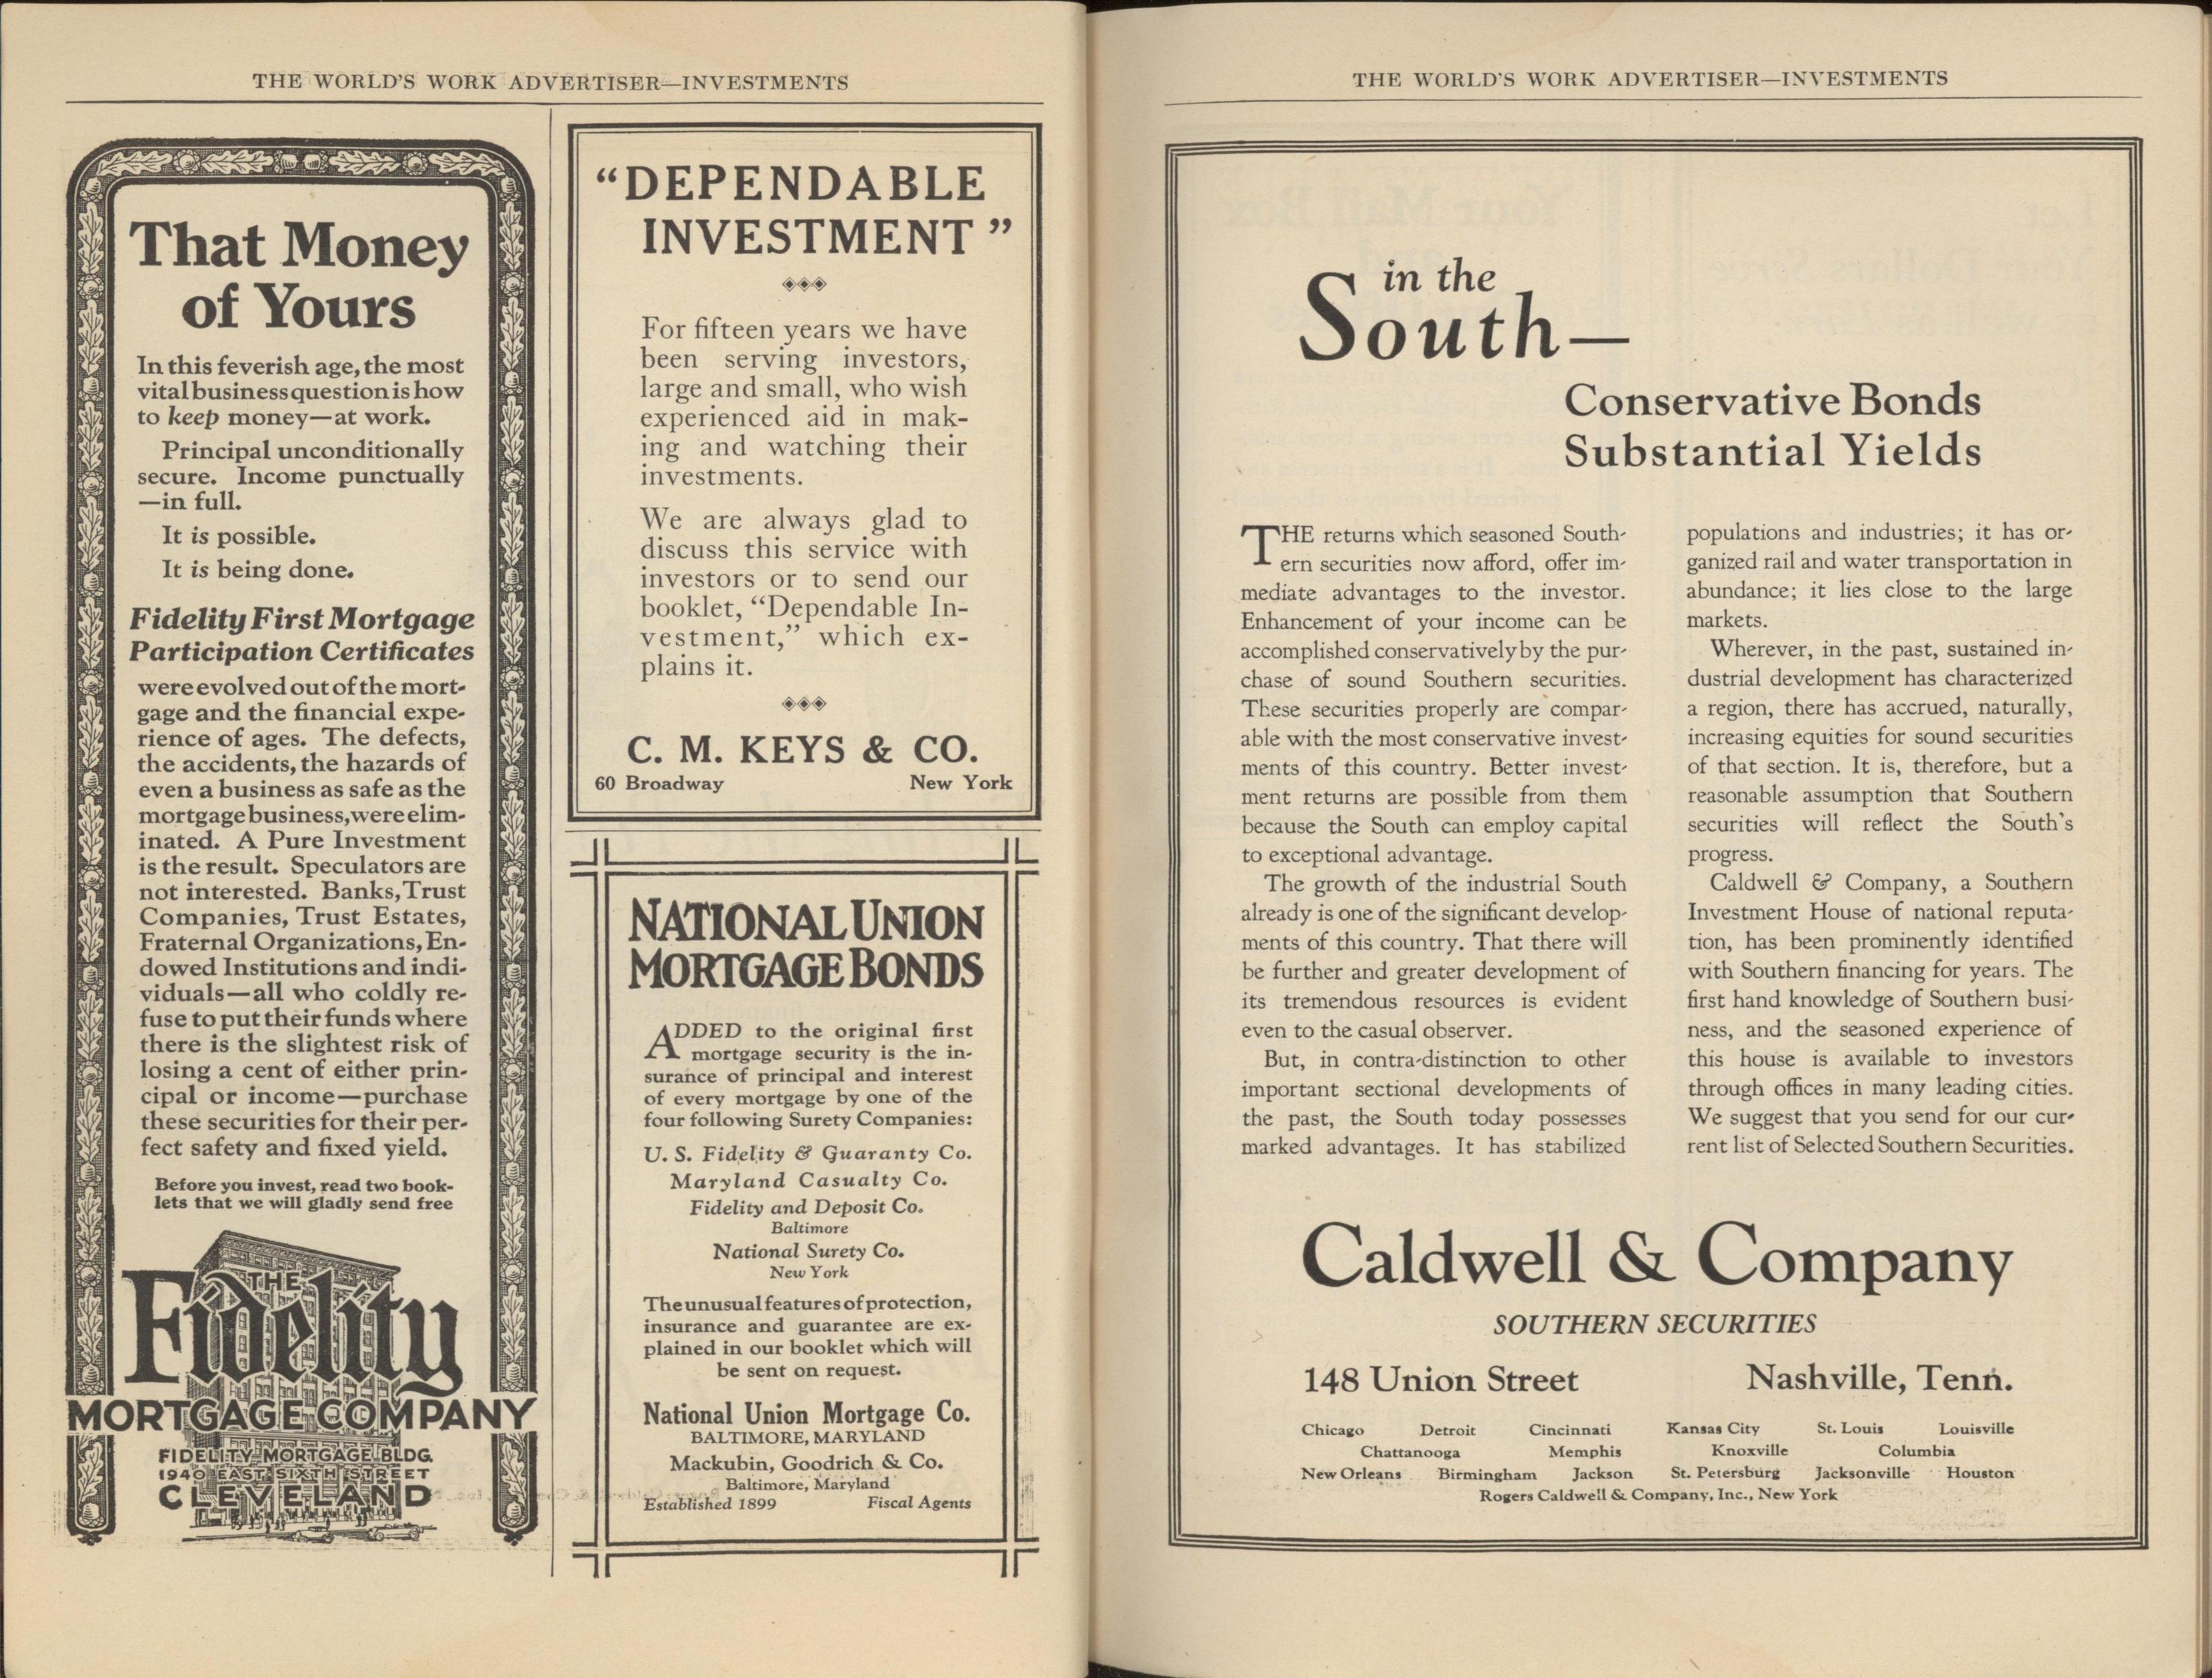 THE WORLD'S WORK ADVERTISER—INVESTMENTS
That Money
of Yours
In this feverish age, the most
vital business question is how
to keep money—at work.
Principal unconditionally
secure. Income punctually
—in full.
It is possible.
It is being done.
Fidelity First Mortgage
Participation Certificates
were evolved out of the mort-
gage and the financial expe-
rience of ages. The defects,
the accidents, the hazards of
even a business as safe as the
mortgage business, were elim-
inated. A Pure Investment
is the result. Speculators are
not interested. Banks, Trust
Companies, Trust Estates,
Fraternal Organizations, En-
dowed Institutions and indi-
viduals—all who coldly re-
fuse to put their funds where
there is the slightest risk of
losing a cent of either prin-
cipal or income—purchase
these securities for their per-
fect safety and fixed yield.
Before you invest, read two book-
lets that we will gladly send free
THE
Fidelity
MORTGAGE COMPANY
FIDELITY MORTGAGE BLDG.
1940 EAST SIXTH STREET
CLEVELAND
"DEPENDABLE
INVESTMENT"
For fifteen years we have
been serving investors,
large and small, who wish
experienced aid in mak-
ing and watching their
investments.
We are always glad to
discuss this service with
investors or to send our
booklet, "Dependable In-
vestment," which ex-
plains it.
C. M. KEYS & CO.
60 Broadway New York
NATIONAL UNION
MORTGAGE BONDS
ADDED to the original first
mortgage security is the in-
surance of principal and interest
of every mortgage by one of the
four following Surety Companies:
U. S. Fidelity & Guaranty Co.
Maryland Casualty Co.
Fidelity and Deposit Co.
Baltimore
National Surety Co.
New York
The unusual features of protection,
insurance and guarantee are ex-
plained in our booklet which will
be sent on request.
National Union Mortgage Co.
BALTIMORE, MARYLAND
Mackubin, Goodrich & Co.
Baltimore, Maryland
Established 1899 Fiscal Agents
THE WORLD'S WORK ADVERTISER—INVESTMENTS
in the
South—
Conservative Bonds
Substantial Yields
THE returns which seasoned South-
ern securities now afford, offer im-
mediate advantages to the investor.
Enhancement of your income can be
accomplished conservatively by the pur-
chase of sound Southern securities.
These securities properly are compar-
able with the most conservative invest-
ments of this country. Better invest-
ment returns are possible from them
because the South can employ capital
to exceptional advantage.
The growth of the industrial South
already is one of the significant develop-
ments of this country. That there will
be further and greater development of
its tremendous resources is evident
even to the casual observer.
But, in contra-distinction to other
important sectional developments of
the past, the South today possesses
marked advantages. It has stabilized
populations and industries; it has or-
ganized rail and water transportation in
abundance; it lies close to the large
markets.
Wherever, in the past, sustained in-
dustrial development has characterized
a region, there has accrued, naturally,
increasing equities for sound securities
of that section. It is, therefore, but a
reasonable assumption that Southern
securities will reflect the South's
progress.
Caldwell & Company, a Southern
Investment House of national reputa-
tion, has been prominently identified
with Southern financing for years. The
first hand knowledge of Southern busi-
ness, and the seasoned experience of
this house is available to investors
through offices in many leading cities.
We suggest that you send for our cur-
rent list of Selected Southern Securities.
Caldwell & Company
SOUTHERN SECURITIES
148 Union Street Nashville, Tenn.
Chicago Detroit Cincinnati Kansas City St. Louis Louisville
Chattanooga Memphis Knoxville Columbia
New Orleans Birmingham Jackson St. Petersburg Jacksonville Houston
Rogers Caldwell & Company, Inc., New York